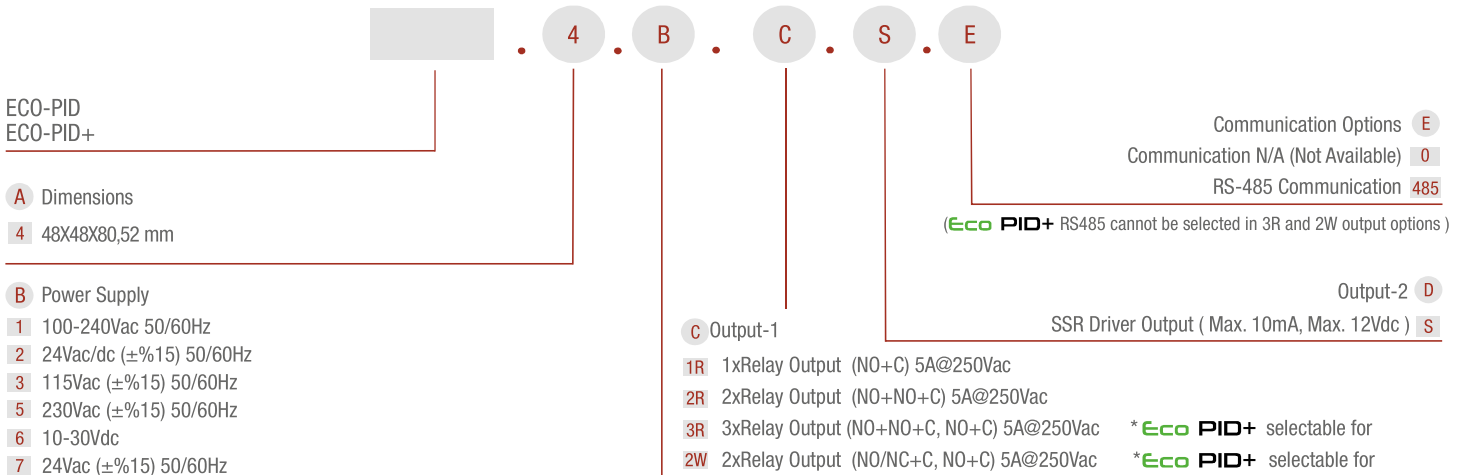 . 4 . B . C . S . E
ECO-PID
ECO-PID+
A Dimensions
4 48X48X80,52 mm
B Power Supply
1 100-240Vac 50/60Hz
2 24Vac/dc (±%15) 50/60Hz
3 115Vac (±%15) 50/60Hz
5 230Vac (±%15) 50/60Hz
6 10-30Vdc
7 24Vac (±%15) 50/60Hz
C Output-1
1R 1xRelay Output (NO+C) 5A@250Vac
2R 2xRelay Output (NO+NO+C) 5A@250Vac
3R 3xRelay Output (NO+NO+C, NO+C) 5A@250Vac * Eco PID+ selectable for
2W 2xRelay Output (NO/NC+C, NO+C) 5A@250Vac *Eco PID+ selectable for
Communication Options E
Communication N/A (Not Available) 0
RS-485 Communication 485
(Eco PID+ RS485 cannot be selected in 3R and 2W output options )
Output-2 D
SSR Driver Output ( Max. 10mA, Max. 12Vdc ) S